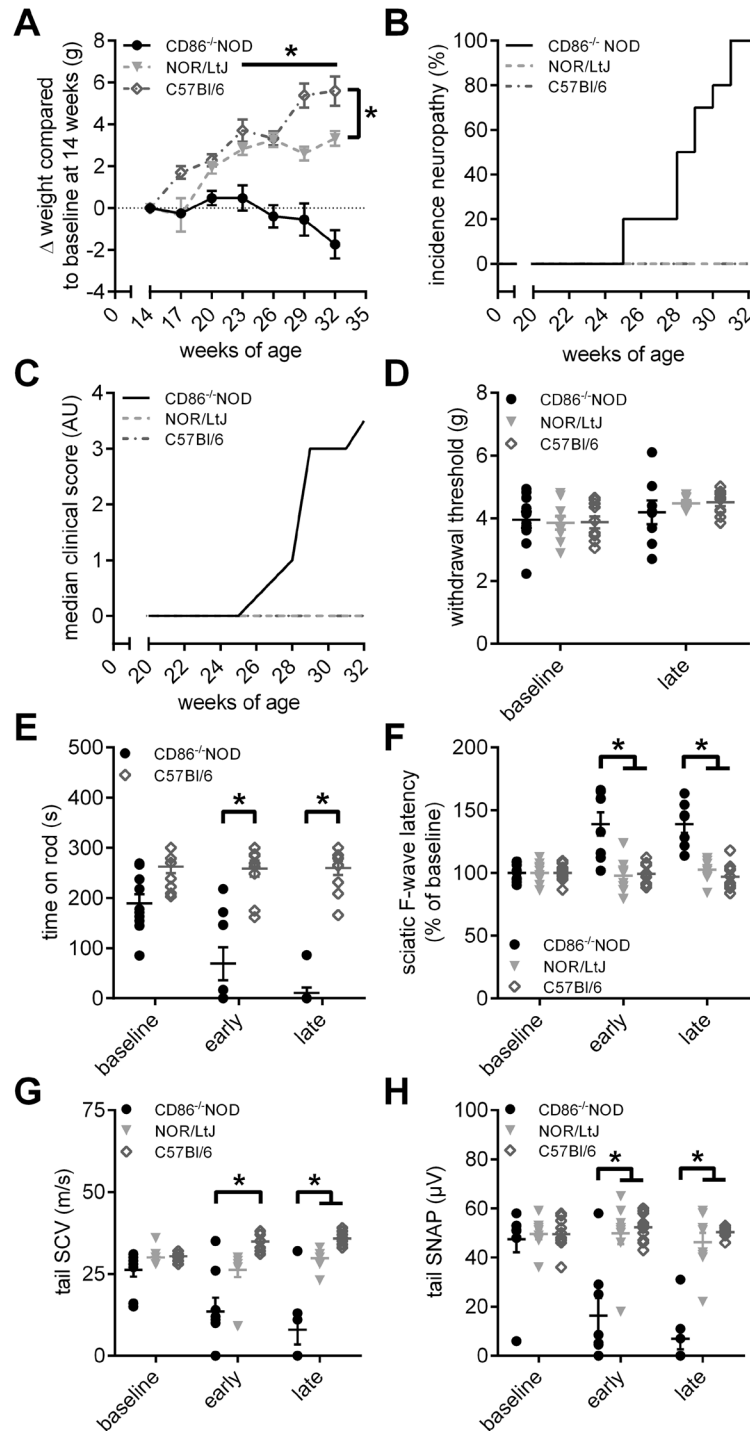 A
CD86-/-NOD
NOR/LtJ
C57Bl/6
*
*
Δ weight compared
to baseline at 14 weeks (g)
8
6
4
2
0
-2
-4
0
14
17
20
23
26
29
32
35
weeks of age
B
CD86-/- NOD
NOR/LtJ
C57Bl/6
incidence neuropathy (%)
100
80
60
40
20
0
0
20
22
24
26
28
30
32
weeks of age
C
CD86-/-NOD
NOR/LtJ
C57Bl/6
median clinical score (AU)
4
3
2
1
0
0
20
22
24
26
28
30
32
weeks of age
D
CD86-/-NOD
NOR/LtJ
C57Bl/6
withdrawal threshold (g)
8
6
4
2
0
baseline
late
E
CD86-/-NOD
C57Bl/6
*
*
time on rod (s)
500
400
300
200
100
0
baseline
early
late
F
*
*
sciatic F-wave latency
(% of baseline)
200
150
100
50
0
CD86-/-NOD
NOR/LtJ
C57Bl/6
baseline
early
late
G
CD86-/-NOD
NOR/LtJ
C57Bl/6
*
*
tail SCV (m/s)
75
50
25
0
baseline
early
late
H
CD86-/-NOD
NOR/LtJ
C57Bl/6
*
*
tail SNAP (µV)
100
80
60
40
20
0
baseline
early
late